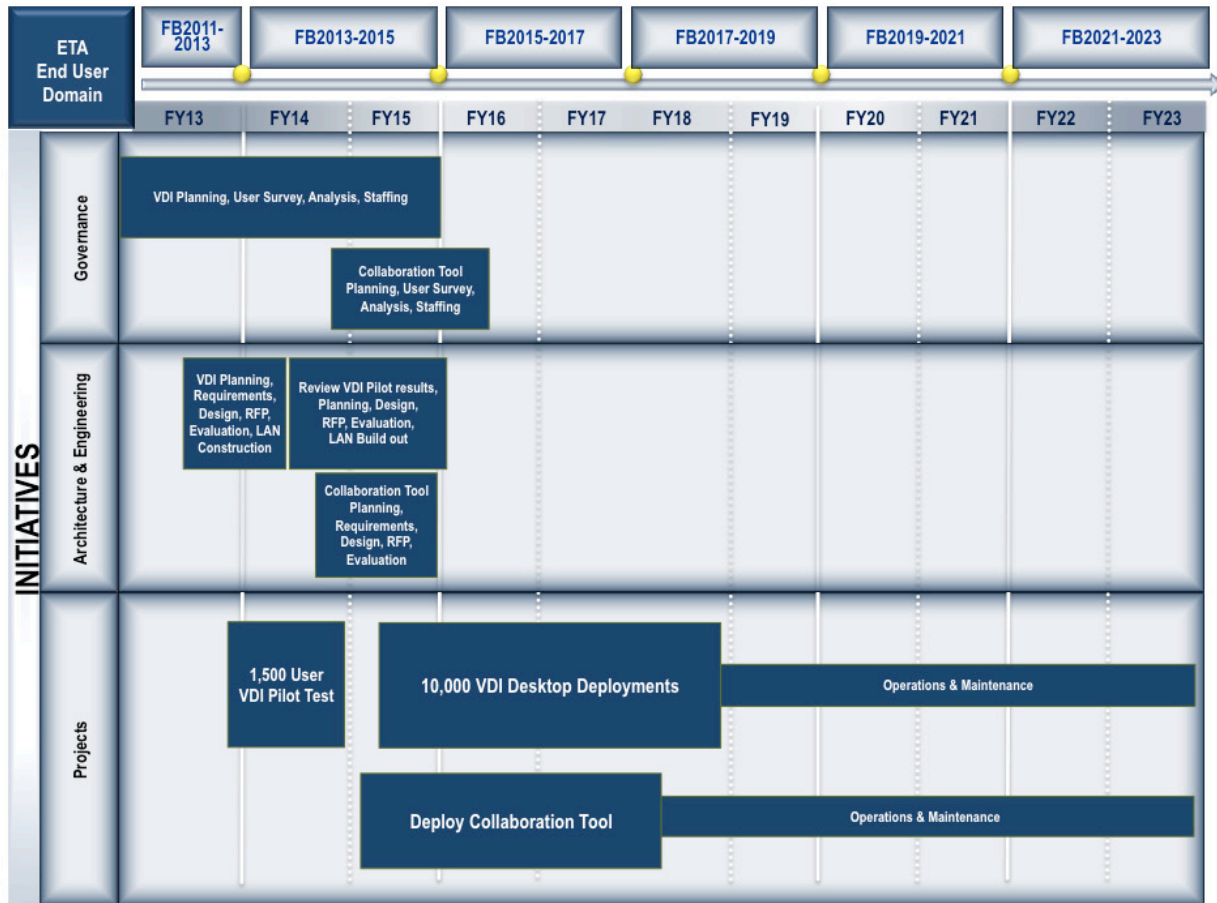 ETA
End User
Domain
FB2011-
2013
FB2013-2015
FB2015-2017
FB2017-2019
FB2019-2021
FB2021-2023
FY13
FY14
FY15
FY16
FY17
FY18
FY19
FY20
FY21
FY22
FY23
INITIATIVES
Governance
VDI Planning, User Survey, Analysis, Staffing
Collaboration Tool
Planning, User Survey,
Analysis, Staffing
Architecture & Engineering
VDI Planning,
Requirements,
Design, RFP,
Evaluation, LAN
Construction
Review VDI Pilot results,
Planning, Design,
RFP, Evaluation,
LAN Build out
Collaboration Tool
Planning,
Requirements,
Design, RFP,
Evaluation
Projects
1,500 User
VDI Pilot Test
10,000 VDI Desktop Deployments
Operations & Maintenance
Deploy Collaboration Tool
Operations & Maintenance